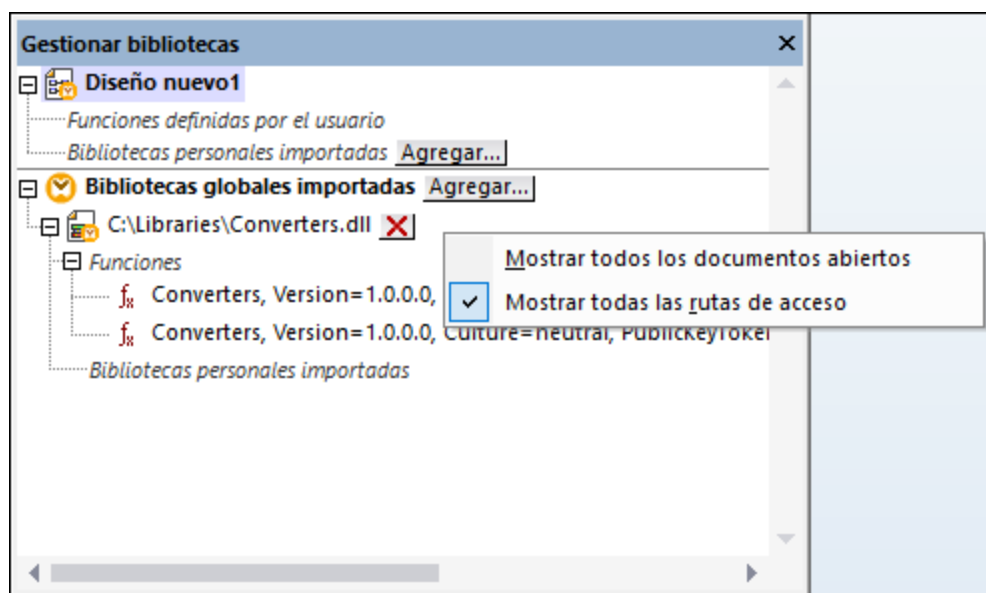 Gestionar bibliotecas
Diseño nuevo1
Funciones definidas por el usuario
Bibliotecas personales importadas Agregar...
Bibliotecas globales importadas Agregar...
C:\Libraries\Converters.dll
Mostrar todos los documentos abiertos
Funciones
Converters, Version=1.0.0.0,
Mostrar todas las rutas de acceso
Converters, Version=1.0.0.0, Culture=neutral, PublicKeyToken
Bibliotecas personales importadas